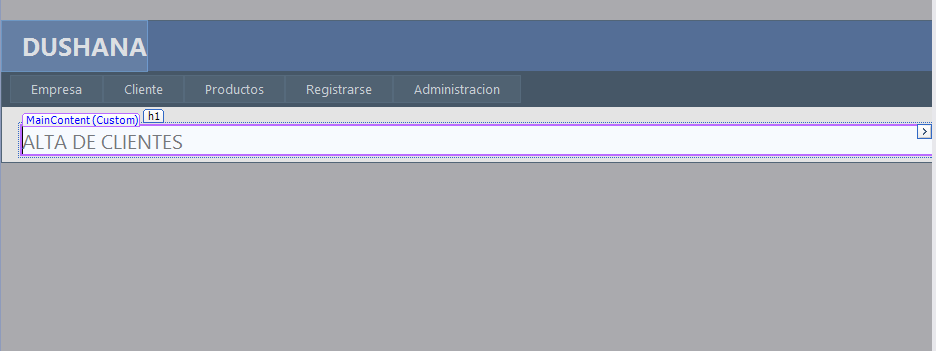 DUSHANA
Empresa Cliente Productos Registrarse Administracion
MainContent (Custom) h1
ALTA DE CLIENTES